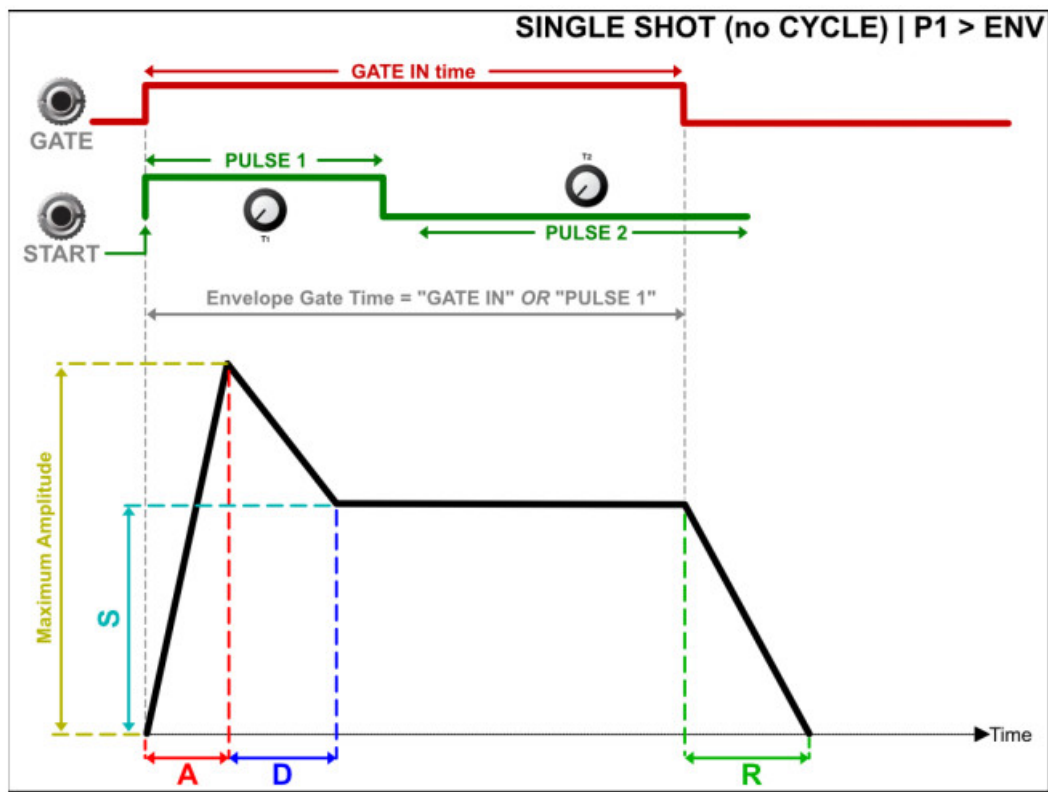 SINGLE SHOT (no CYCLE) | P1 > ENV
GATE IN time
GATE
PULSE 1
T2
T1
START
PULSE 2
Envelope Gate Time = "GATE IN" OR "PULSE 1"
Maximum Amplitude
S
Time
A
D
R